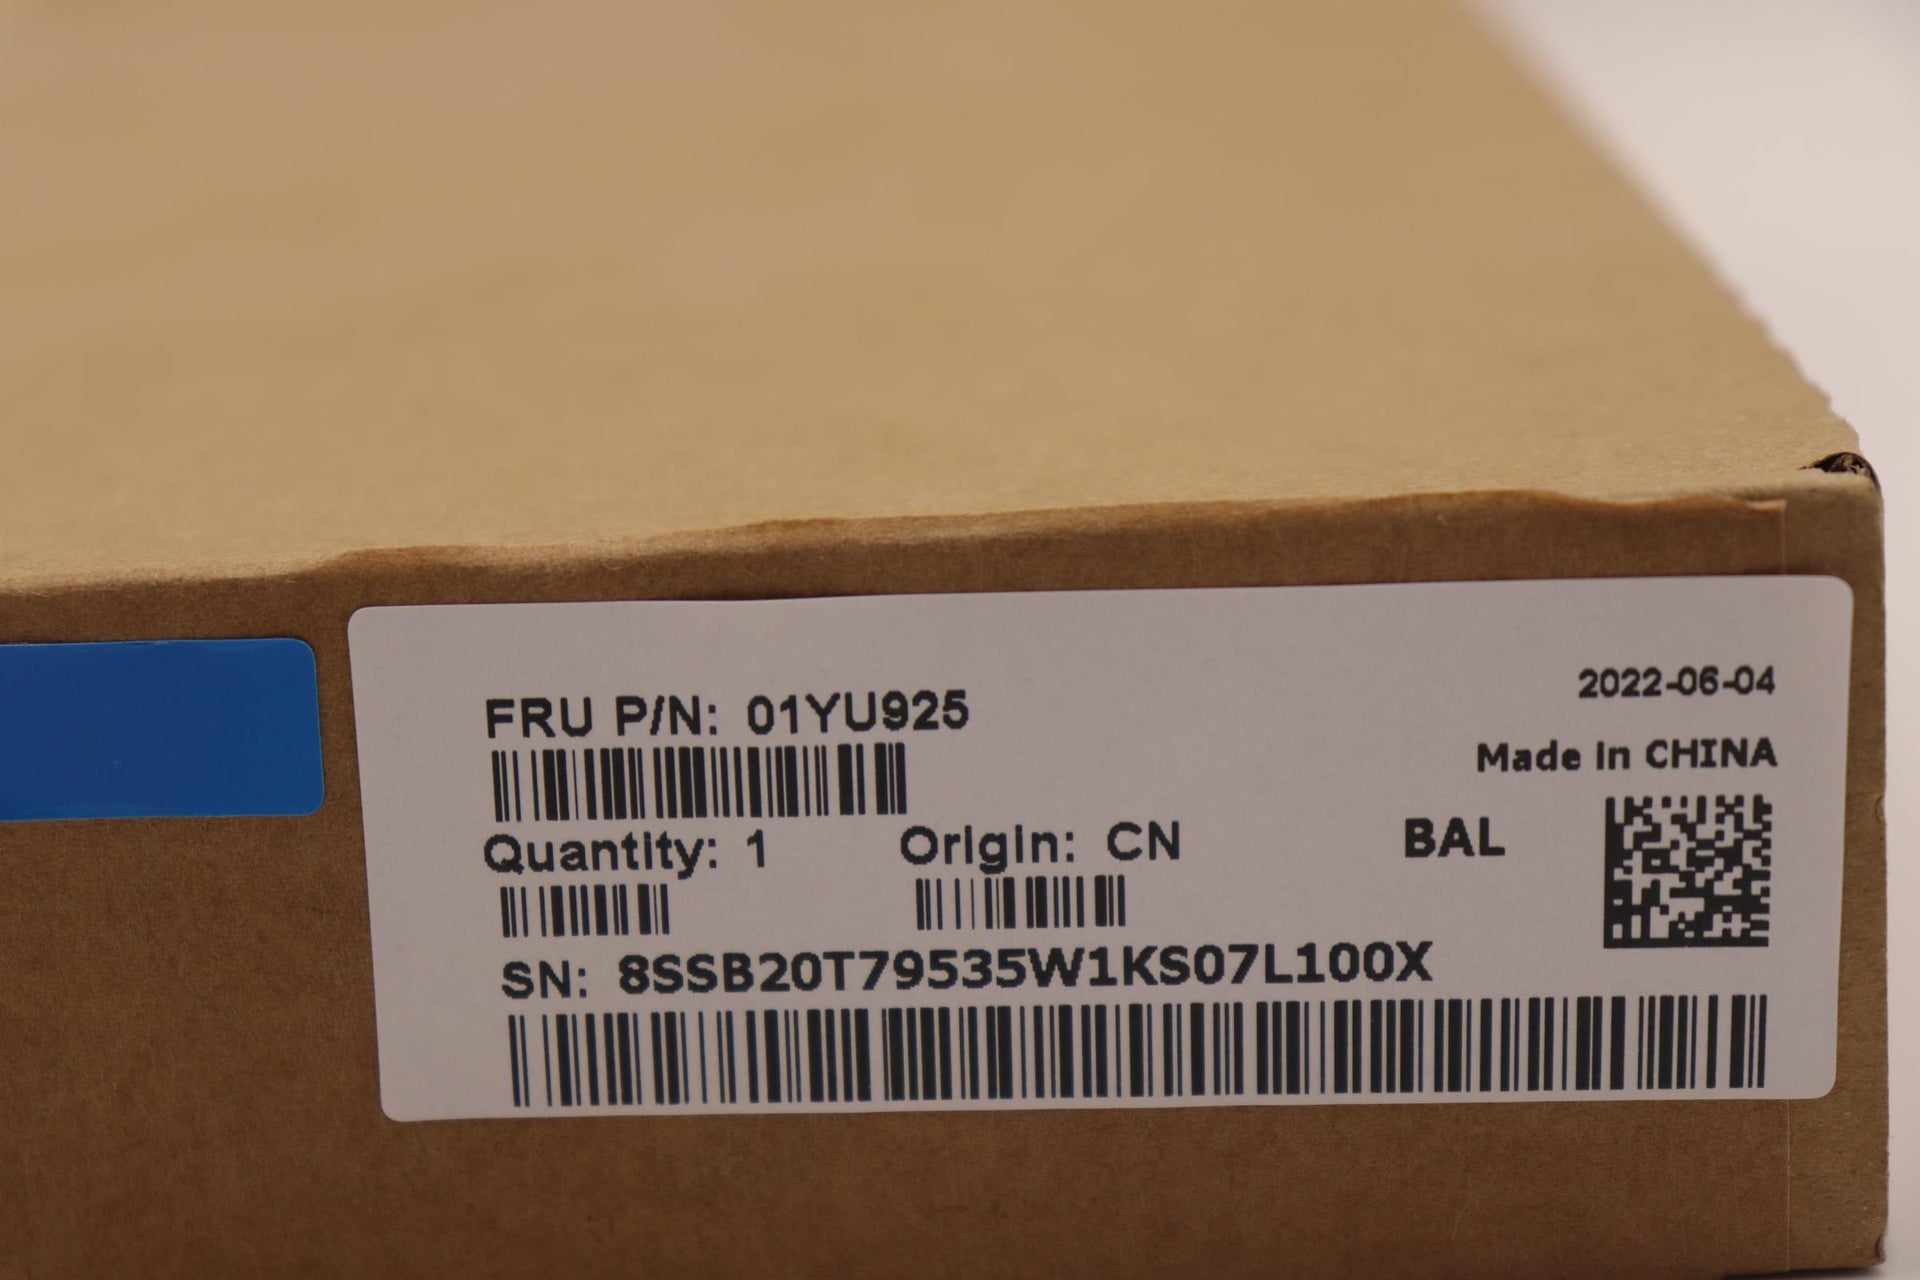 2022-06-04
FRU P/N: 01YU925
Made in CHINA
Quantity: 1 Origin: CN BAL
SN: 8SSB20T79535W1KS07L100X